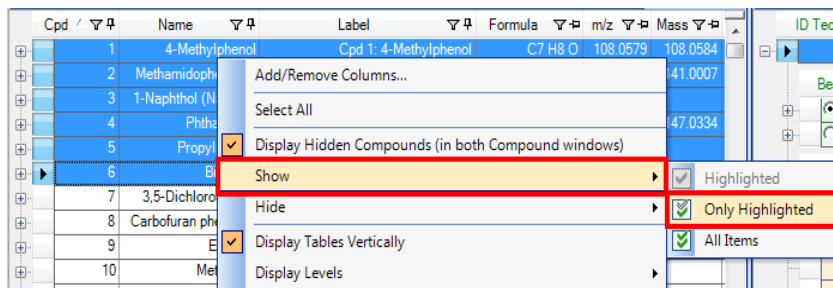 Cpd Name Label Formula m/z Mass ID Tec
1 4-Methylphenol Cpd 1: 4-Methylphenol C7 H8 O 108.0579 108.0584
2 Methamidoph Add/Remove Columns... 141.0007
3 1-Naphthol (N Select All
4 Phtha 147.0334
5 Propyl Display Hidden Compounds (in both Compound windows)
6 Show Highlighted
7 3,5-Dichloro Only Highlighted
8 Carbofuran Hide
9 Display Tables Vertically All Items
10 Met Display Levels